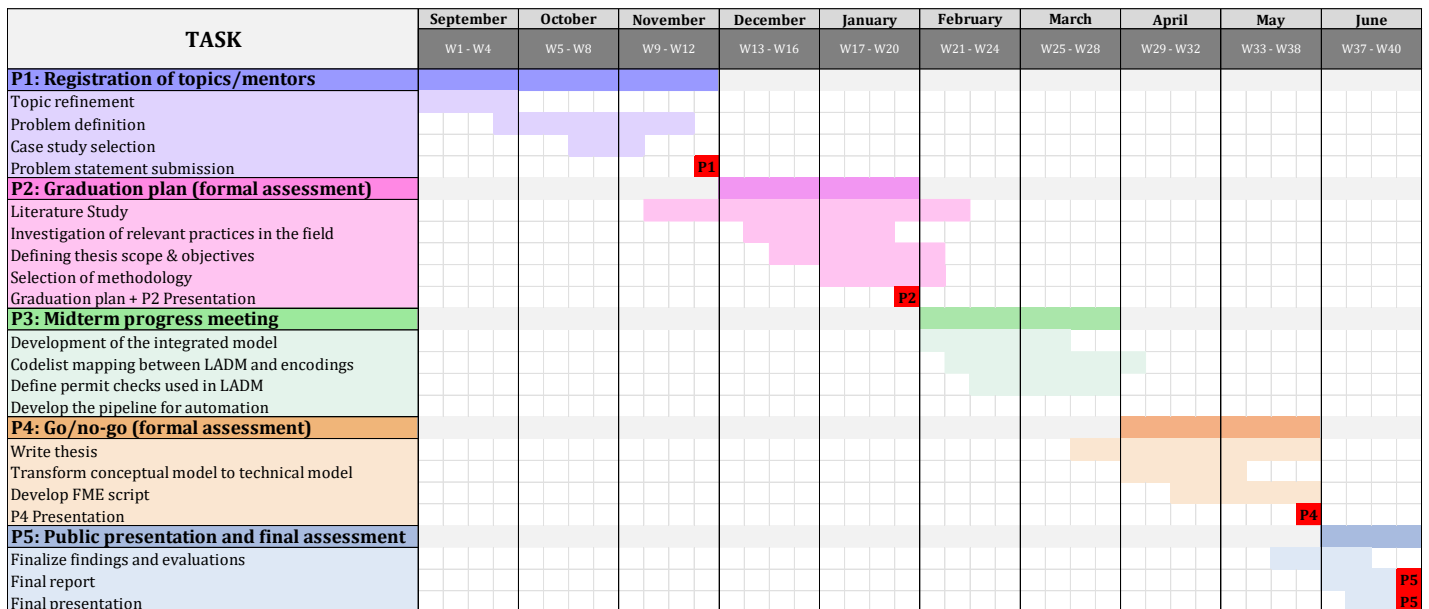 TASK
September October November December January February March April May June
W1 - W4 W5 - W8 W9 - W12 W13 - W16 W17 - W20 W21 - W24 W25 - W28 W29 - W32 W33 - W38 W37 - W40
P1: Registration of topics/mentors
Topic refinement
Problem definition
Case study selection
Problem statement submission P1
P2: Graduation plan (formal assessment)
Literature Study
Investigation of relevant practices in the field
Defining thesis scope & objectives
Selection of methodology
Graduation plan + P2 Presentation P2
P3: Midterm progress meeting
Development of the integrated model
Codelist mapping between LADM and encodings
Define permit checks used in LADM
Develop the pipeline for automation
P4: Go/no-go (formal assessment)
Write thesis
Transform conceptual model to technical model
Develop FME script
P4 Presentation P4
P5: Public presentation and final assessment
Finalize findings and evaluations
Final report P5
Final presentation P5